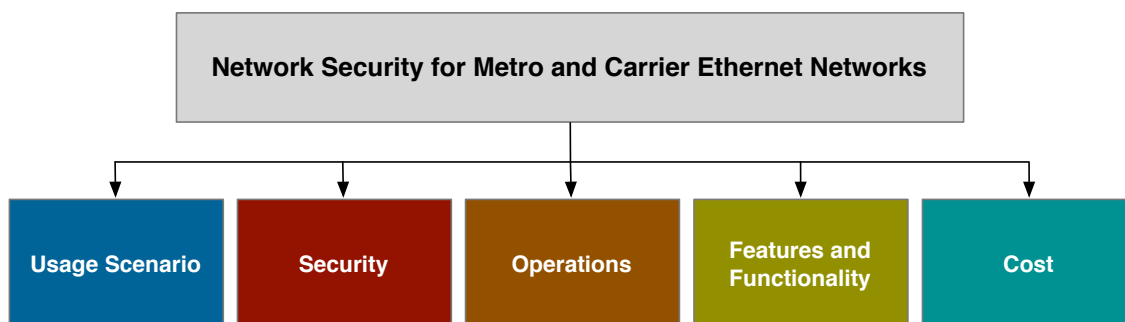 Network Security for Metro and Carrier Ethernet Networks
Usage Scenario
Security
Operations
Features and
Functionality
Cost